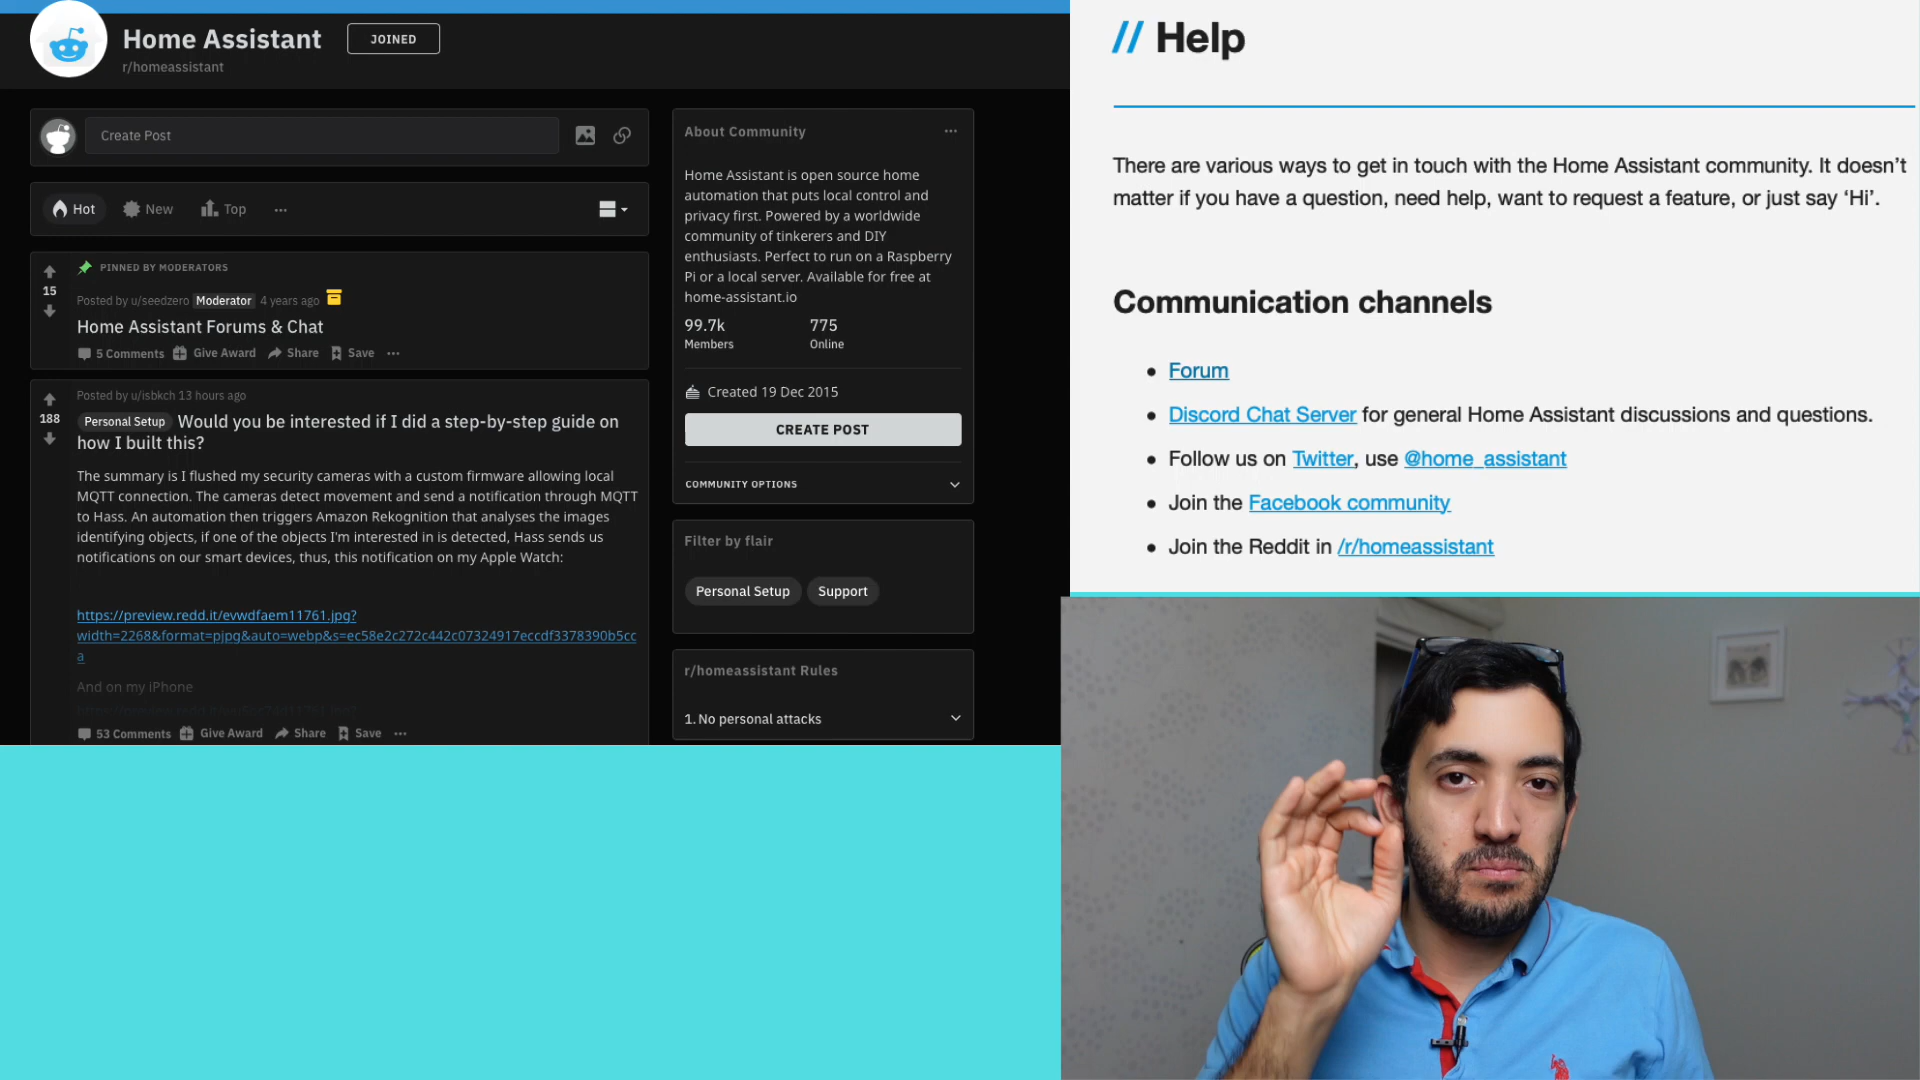 Home Assistant
JOINED
r/homeassistant
Create Post
Hot
New
Top
PINNED BY MODERATORS
15
Posted by u/seedzero Moderator 4 years ago
Home Assistant Forums & Chat
5 Comments
Give Award
Share
Save
Posted by u/isbkch 13 hours ago
188
Personal Setup Would you be interested if I did a step-by-step guide on
how I built this?
The summary is I flushed my security cameras with a custom firmware allowing local
MQTT connection. The cameras detect movement and send a notification through MQTT
to Hass. An automation then triggers Amazon Rekognition that analyses the images
identifying objects, if one of the objects I'm interested in is detected, Hass sends us
notifications on our smart devices, thus, this notification on my Apple Watch:
https://preview.redd.it/evwdfaem11761.jpg?
width=2268&format=pjpg&auto=webp&s=ec58e2c272c442c07324917eccdf3378390b5cc
a
And on my iPhone
53 Comments
Give Award
Share
Save
About Community
Home Assistant is open source home
automation that puts local control and
privacy first. Powered by a worldwide
community of tinkerers and DIY
enthusiasts. Perfect to run on a Raspberry
Pi or a local server. Available for free at
home-assistant.io
99.7k
775
Members
Online
Created 19 Dec 2015
CREATE POST
COMMUNITY OPTIONS
Filter by flair
Personal Setup
Support
r/homeassistant Rules
1. No personal attacks
// Help
There are various ways to get in touch with the Home Assistant community. It doesn't
matter if you have a question, need help, want to request a feature, or just say ‘Hi’.
Communication channels
• Forum
• Discord Chat Server for general Home Assistant discussions and questions.
• Follow us on Twitter, use @home_assistant
• Join the Facebook community
• Join the Reddit in /r/homeassistant